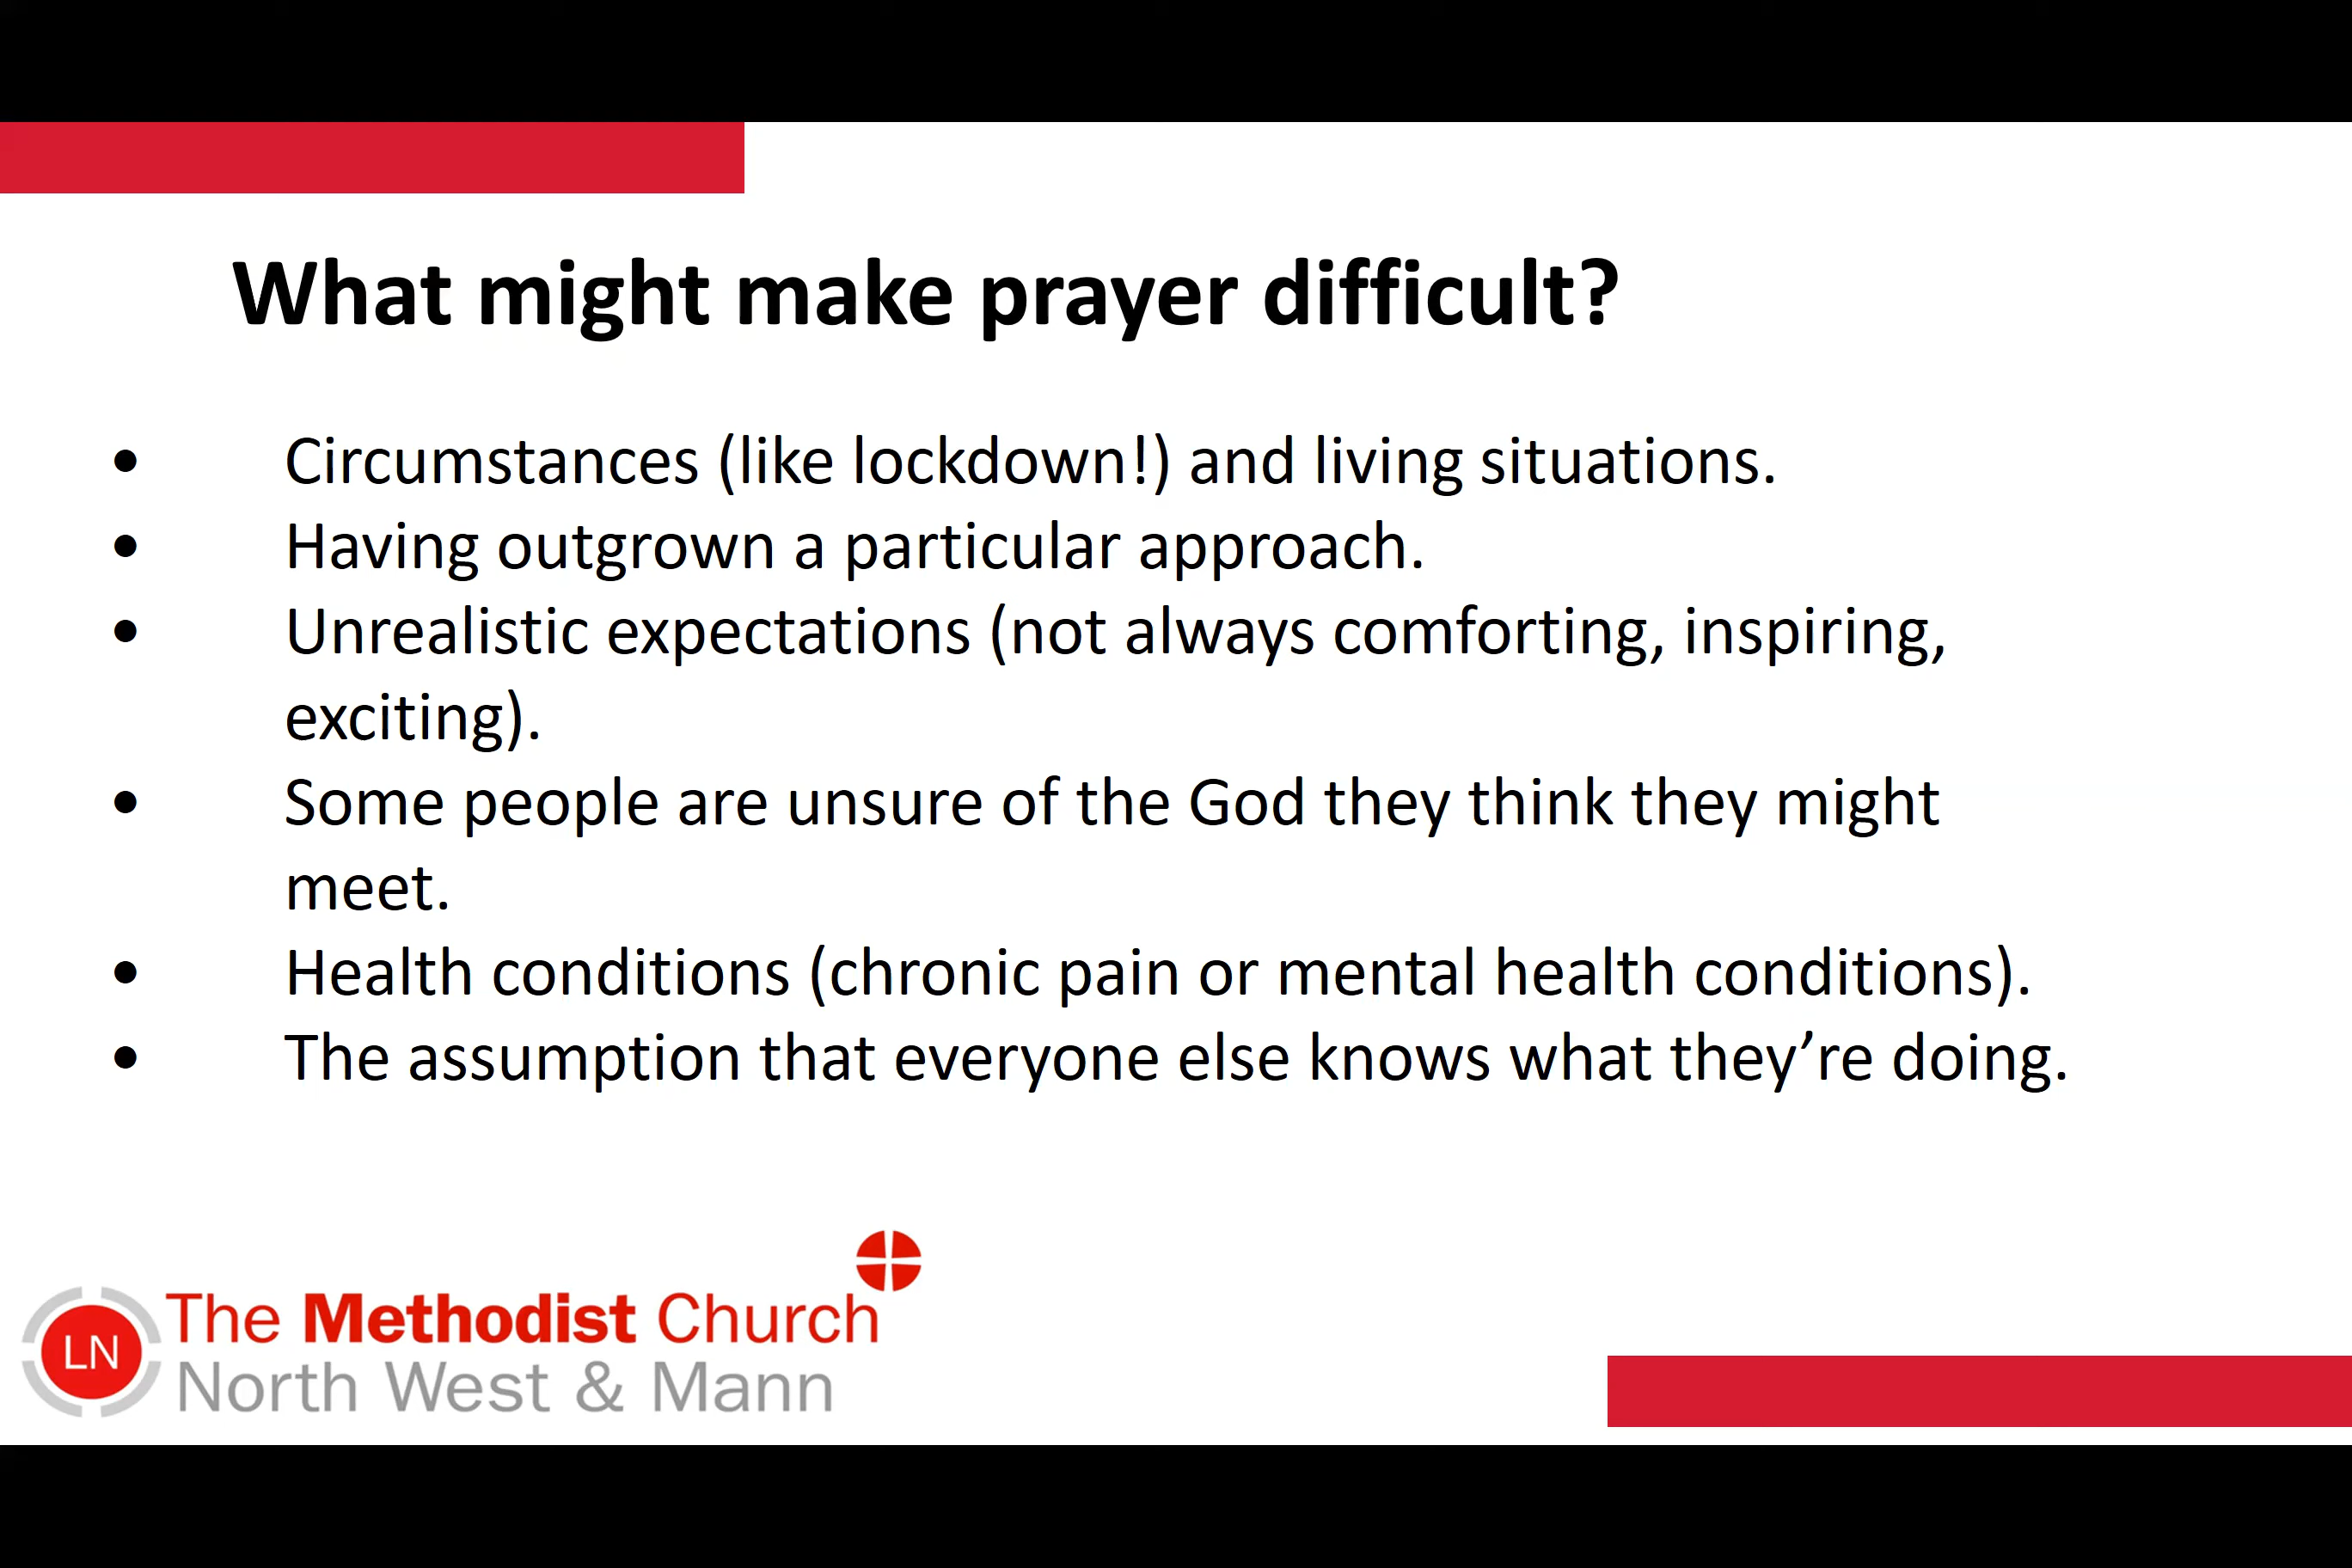 What might make prayer difficult?
• Circumstances (like lockdown!) and living situations.
• Having outgrown a particular approach.
• Unrealistic expectations (not always comforting, inspiring,
exciting).
• Some people are unsure of the God they think they might
meet.
• Health conditions (chronic pain or mental health conditions).
• The assumption that everyone else knows what they’re doing.
LN
The Methodist Church
North West & Mann